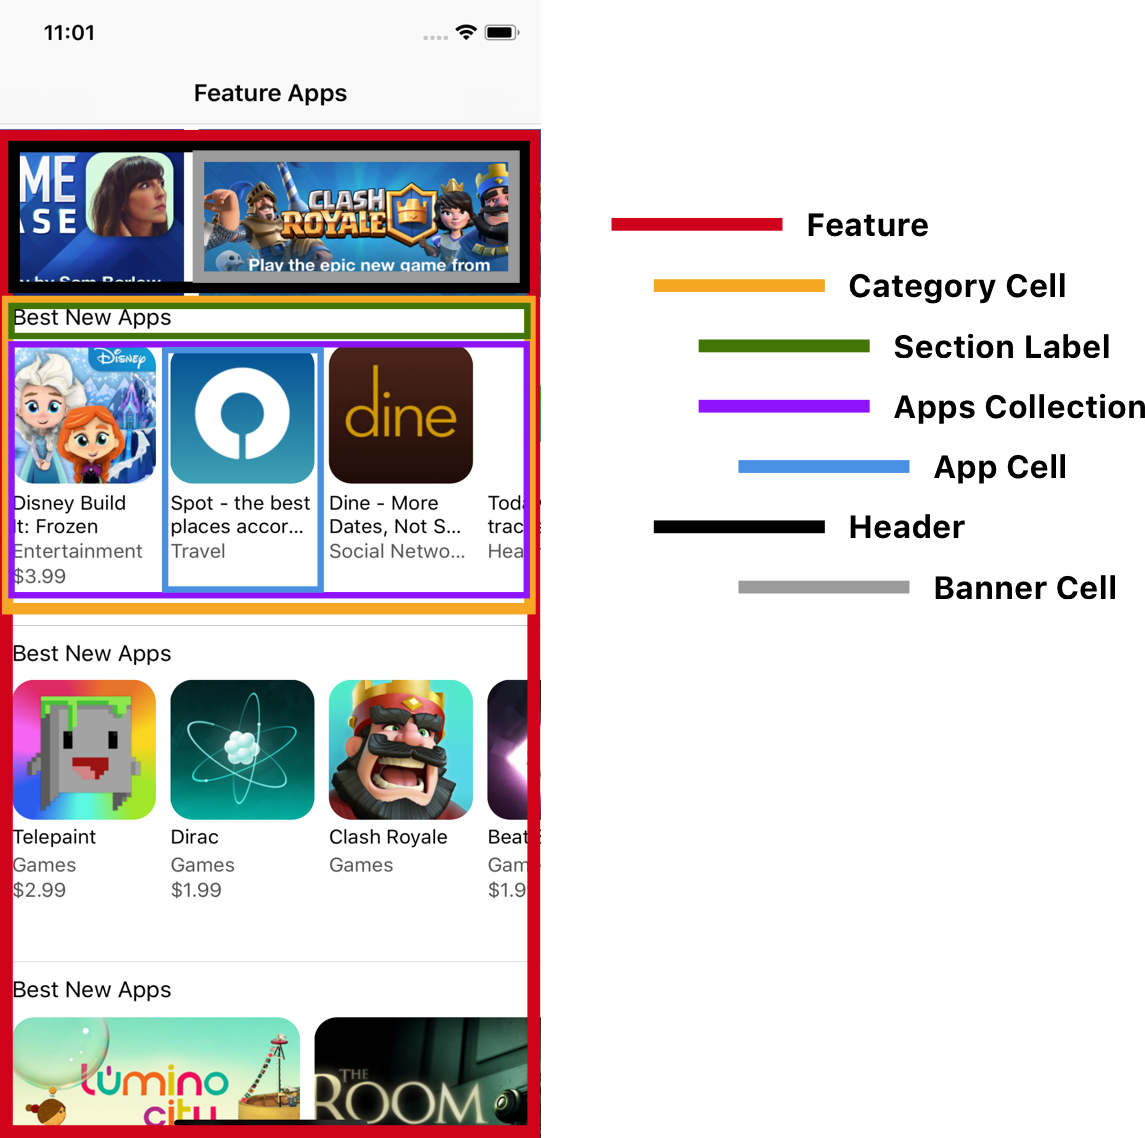 11:01
Feature Apps
ME
ASE
by Sam Barlow
CLASH
ROYALE
Play the epic new game from
Best New Apps
Disney
dine
Disney Build
It: Frozen
Entertainment
$3.99
Spot - the best
places accor...
Travel
Dine - More
Dates, Not S...
Social Netwo...
Toda
trac
Hea
Best New Apps
Telepaint
Games
$2.99
Dirac
Games
$1.99
Clash Royale
Games
Beat
Gam
$1.9
Best New Apps
lumino
city
THE
ROOM
Feature
Category Cell
Section Label
Apps Collection
App Cell
Header
Banner Cell